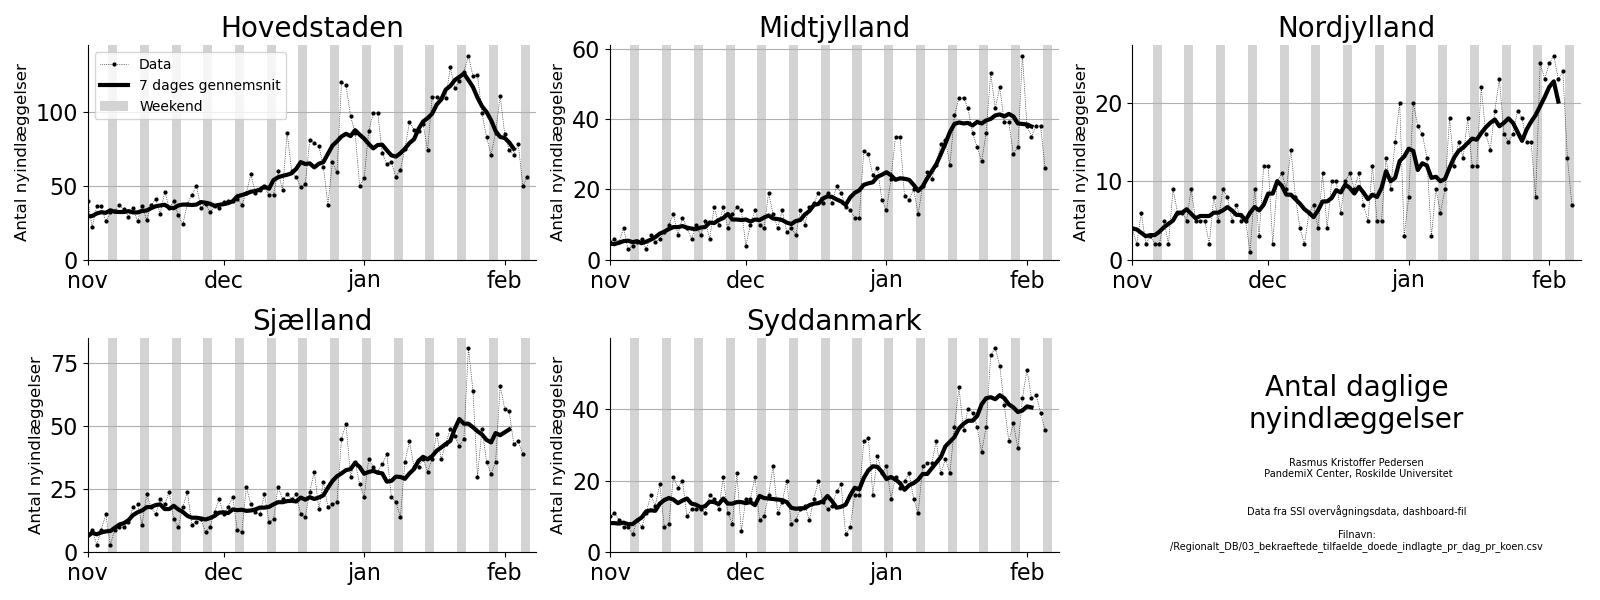 Hovedstaden
Antal nyindlæggelser
100
50
0
Data
7 dages gennemsnit
Weekend
nov dec jan feb
Midtjylland
Antal nyindlæggelser
60
40
20
0
nov dec jan feb
Nordjylland
Antal nyindlæggelser
20
10
0
nov dec jan feb
Sjælland
Antal nyindlæggelser
75
50
25
0
nov dec jan feb
Syddanmark
Antal nyindlæggelser
40
20
0
nov dec jan feb
Antal daglige
nyindlæggelser
Rasmus Kristoffer Pedersen
PandemiX Center, Roskilde Universitet
Data fra SSI overvågningsdata, dashboard-fil
Filnavn:
/Regionalt_DB/03_bekraeftede_tilfaelde_doede_indlagte_pr_dag_pr_koen.csv